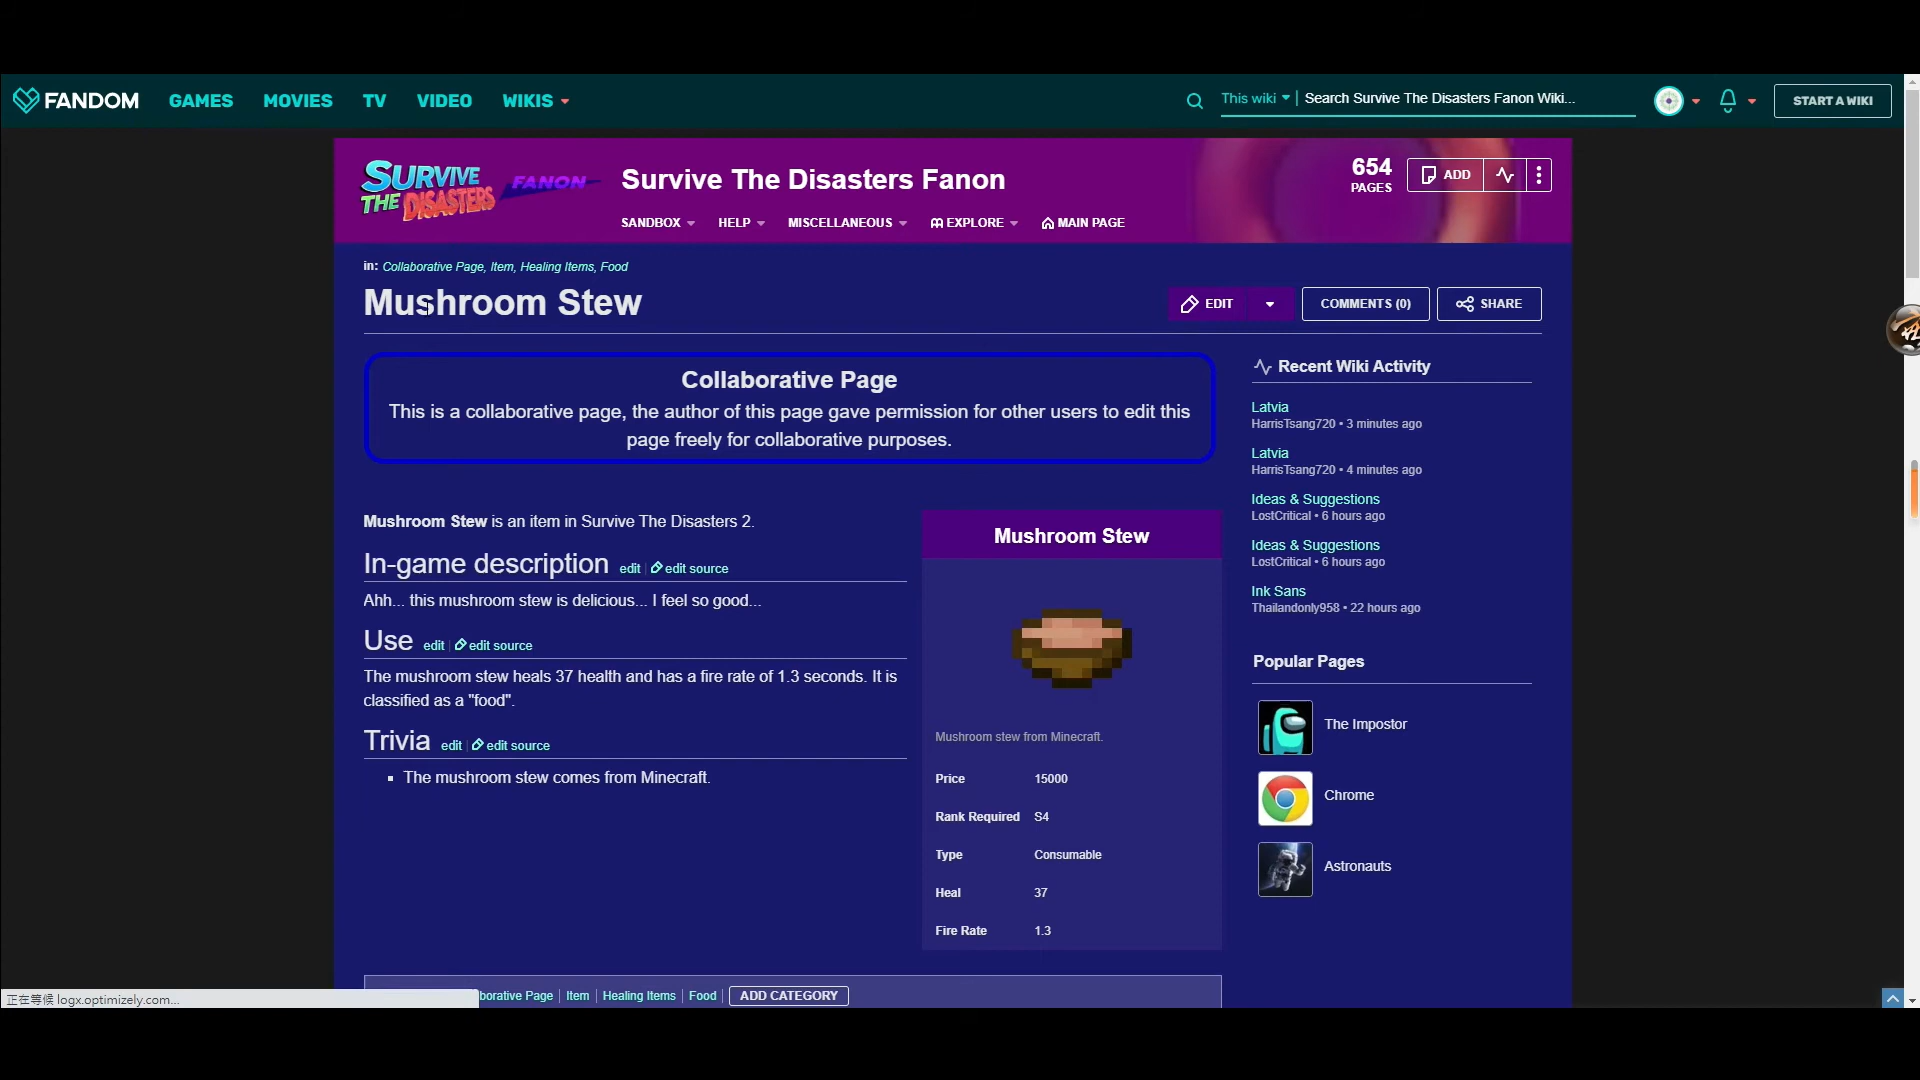 FANDOM GAMES MOVIES TV VIDEO WIKIS This wiki Search Survive The Disasters Fanon Wiki... START A WIKI
SURVIVE THE DISASTERS FANON
Survive The Disasters Fanon
654 PAGES
ADD
SANDBOX HELP MISCELLANEOUS EXPLORE MAIN PAGE
in: Collaborative Page, Item, Healing Items, Food
Mushroom Stew
EDIT COMMENTS (0) SHARE
Collaborative Page
This is a collaborative page, the author of this page gave permission for other users to edit this
page freely for collaborative purposes.
Mushroom Stew is an item in Survive The Disasters 2.
In-game description edit edit source
Ahh... this mushroom stew is delicious... I feel so good...
Use edit edit source
The mushroom stew heals 37 health and has a fire rate of 1.3 seconds. It is
classified as a "food".
Trivia edit edit source
The mushroom stew comes from Minecraft.
Mushroom Stew
Mushroom stew from Minecraft.
Price 15000
Rank Required S4
Type Consumable
Heal 37
Fire Rate 1.3
Recent Wiki Activity
Latvia
HarrisTsang720 • 3 minutes ago
Latvia
HarrisTsang720 • 4 minutes ago
Ideas & Suggestions
LostCritical • 6 hours ago
Ideas & Suggestions
LostCritical • 6 hours ago
Ink Sans
Thailandonly958 • 22 hours ago
Popular Pages
The Impostor
Chrome
Astronauts
borative Page Item Healing Items Food ADD CATEGORY
正在等候 logx.optimizely.com...